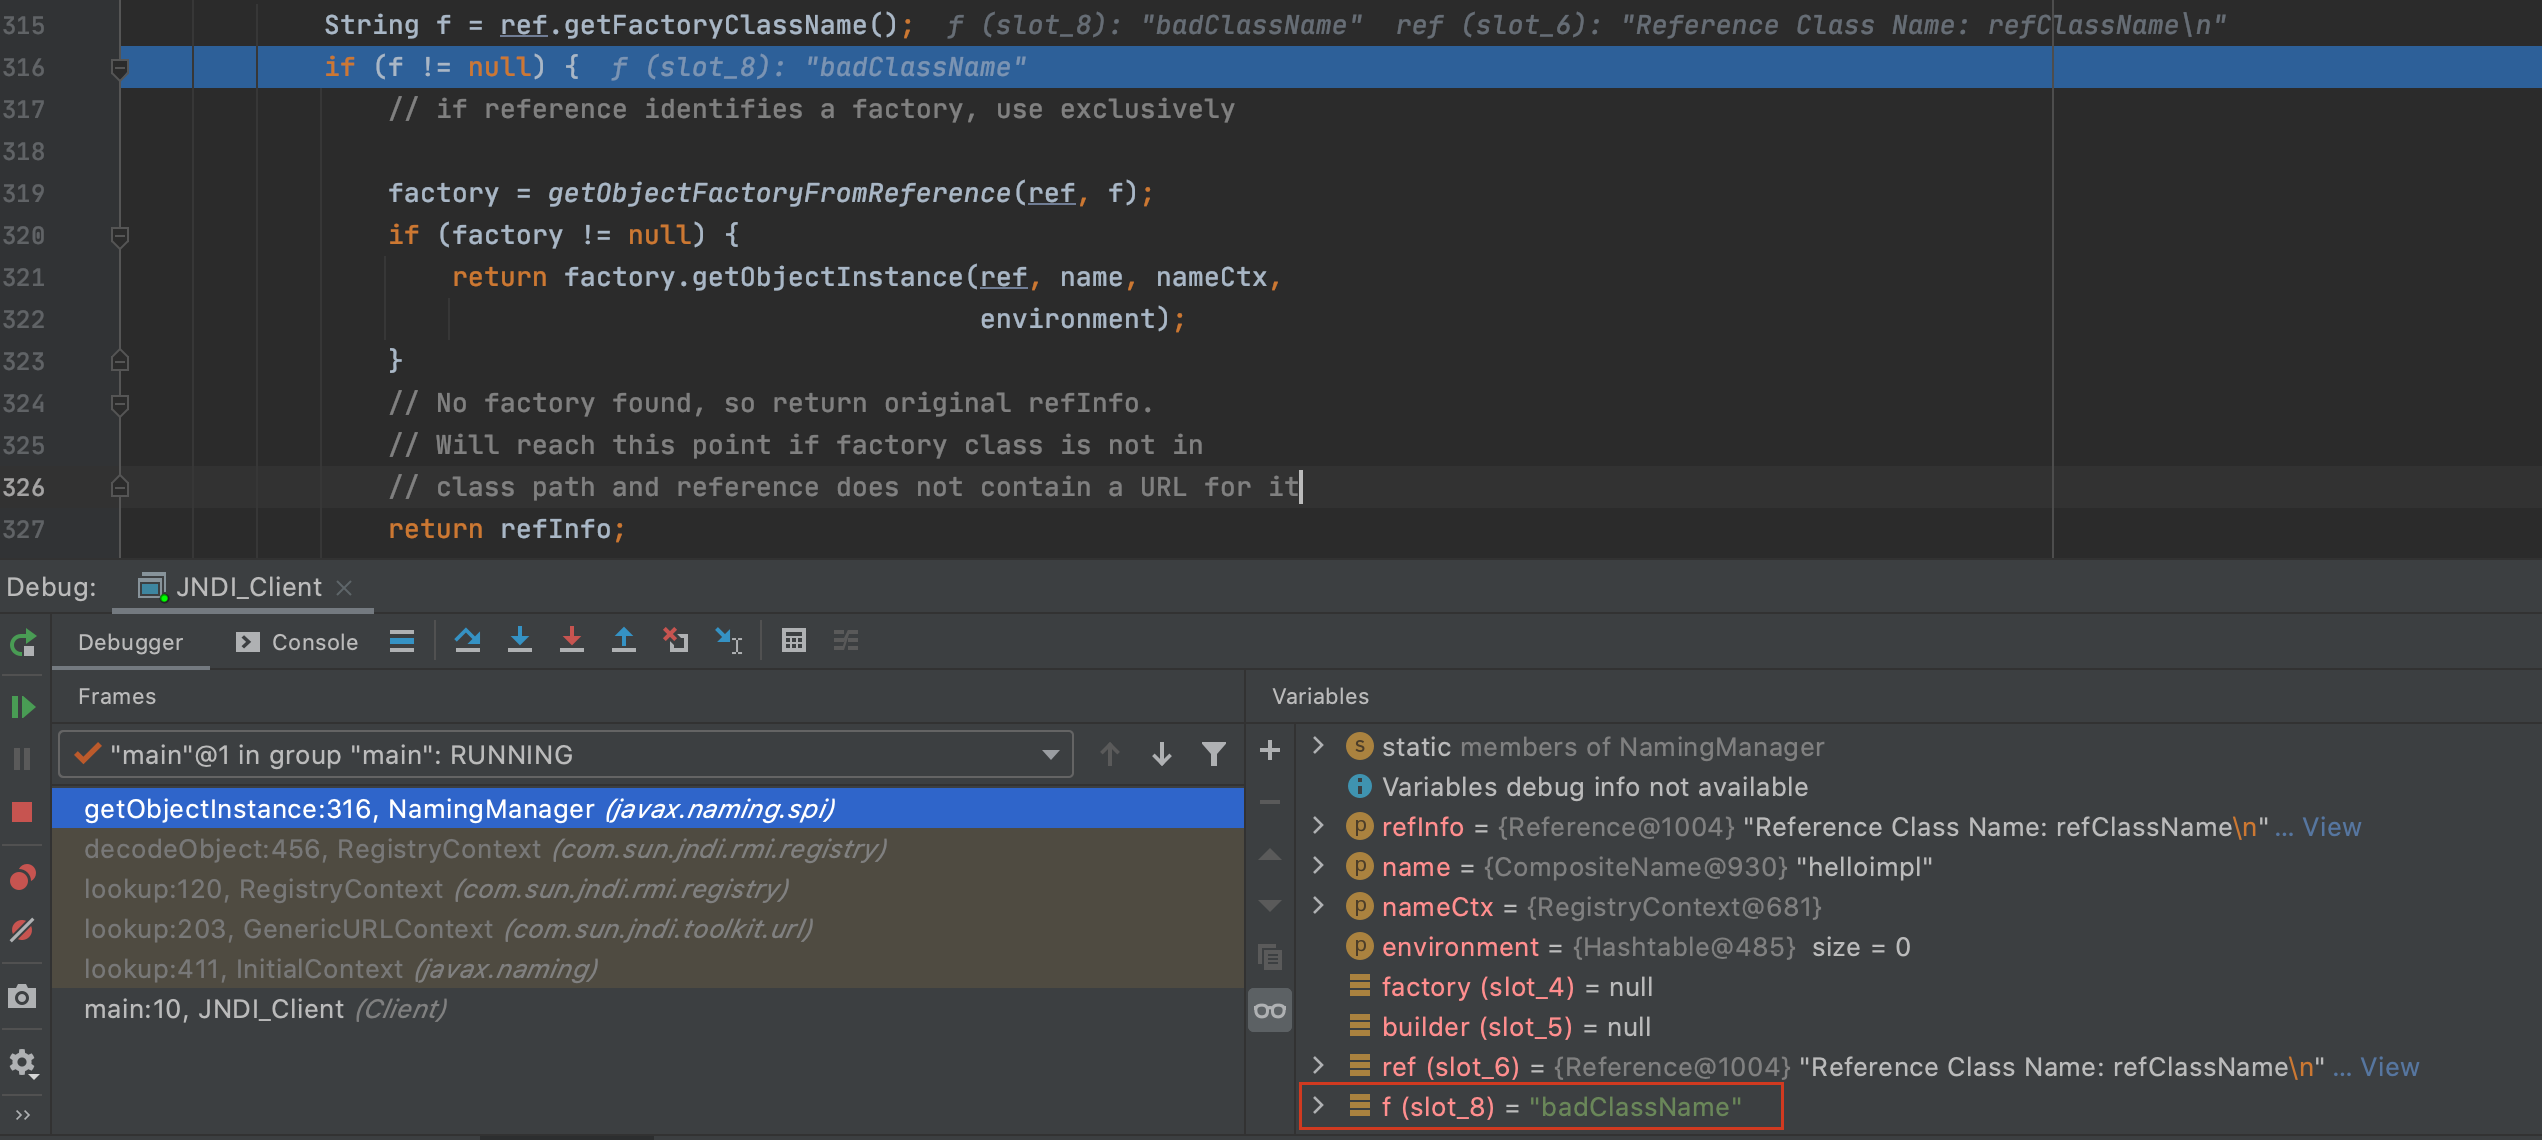 315 String f = ref.getFactoryClassName(); f (slot_8): "badClassName" ref (slot_6): "Reference Class Name: refClassName\n"
316 if (f != null) { f (slot_8): "badClassName"
317 // if reference identifies a factory, use exclusively
318
319 factory = getObjectFactoryFromReference(ref, f);
320 if (factory != null) {
321 return factory.getObjectInstance(ref, name, nameCtx,
322 environment);
323 }
324 // No factory found, so return original refInfo.
325 // Will reach this point if factory class is not in
326 // class path and reference does not contain a URL for it
327 return refInfo;
Debug: JNDI_Client
Debugger Console
Frames
"main"@1 in group "main": RUNNING
getObjectInstance:316, NamingManager (javax.naming.spi)
decodeObject:456, RegistryContext (com.sun.jndi.rmi.registry)
lookup:120, RegistryContext (com.sun.jndi.rmi.registry)
lookup:203, GenericURLContext (com.sun.jndi.toolkit.url)
lookup:411, InitialContext (javax.naming)
main:10, JNDI_Client (Client)
Variables
static members of NamingManager
Variables debug info not available
refInfo = {Reference@1004} "Reference Class Name: refClassName\n" ... View
name = {CompositeName@930} "helloimpl"
nameCtx = {RegistryContext@681}
environment = {Hashtable@485} size = 0
factory (slot_4) = null
builder (slot_5) = null
ref (slot_6) = {Reference@1004} "Reference Class Name: refClassName\n" ... View
f (slot_8) = "badClassName"